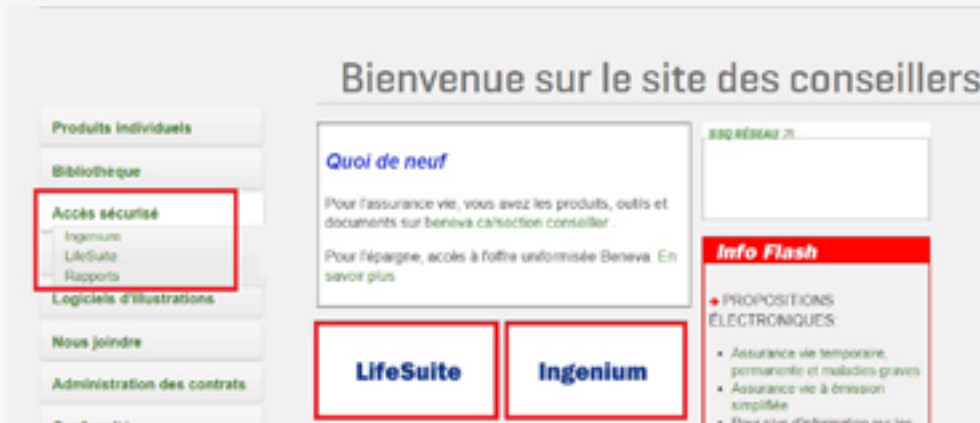 Bienvenue sur le site des conseillers
Produits individuels
Bibliothèque
Accès sécurisé
Ingenium
LifeSuite
Rapports
Logiciels d'illustrations
Nous joindre
Administration des contrats
Quoi de neuf
Pour l'assurance vie, vous avez les produits, outils et
documents sur beneva.ca/section conseiller .
Pour l'épargne, accès à l'offre uniformisée Beneva. En
savoir plus
LifeSuite
Ingenium
SSQ RÉSEAU
Info Flash
PROPOSITIONS
ÉLECTRONIQUES
Assurance vie temporaire,
permanente et maladies graves
Assurance vie à émission
simplifiée